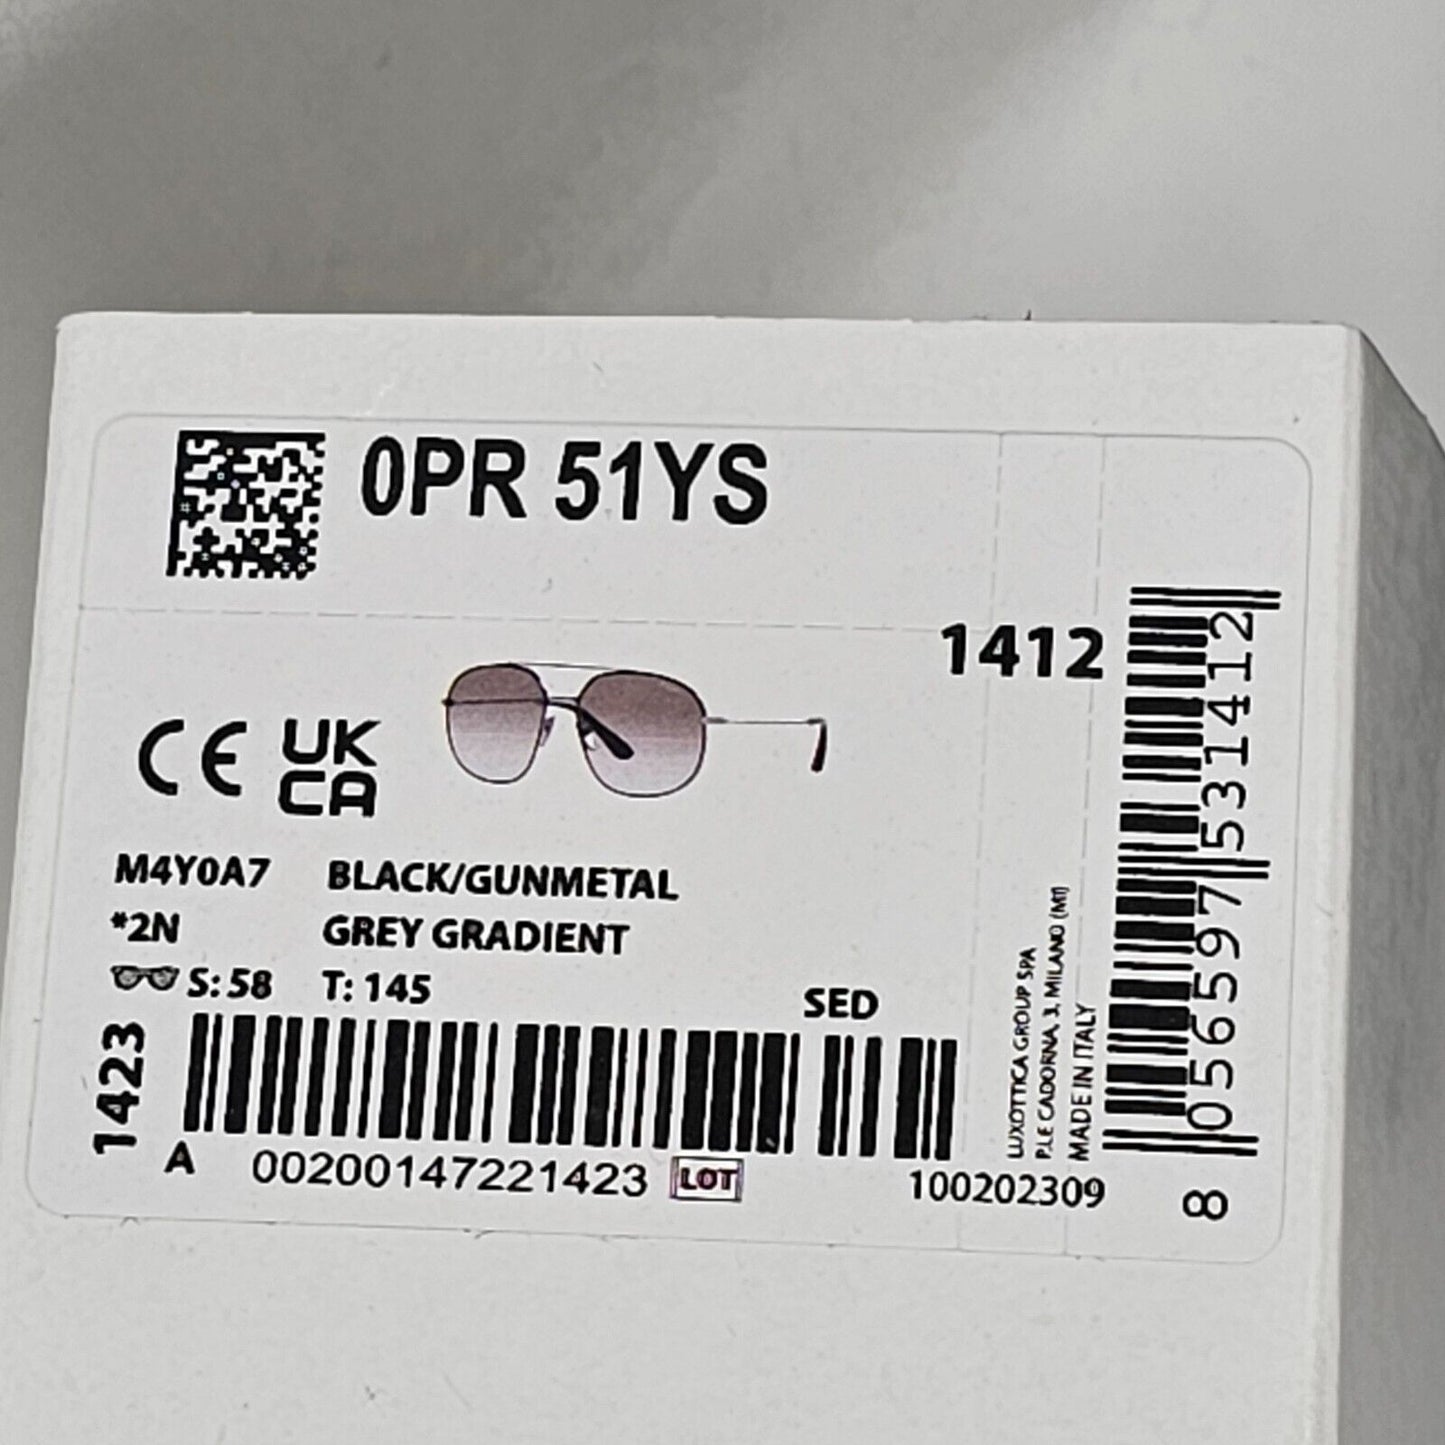 0PR 51YS
1412
CE
UK
CA
M4Y0A7 BLACK/GUNMETAL
*2N GREY GRADIENT
S: 58 T: 145
SED
1423
A 00200147221423 LOT 100202309
LUXOTTICA GROUP SPA
P.LE CADORNA, 3, MILANO (MI)
MADE IN ITALY
8 056597 531412